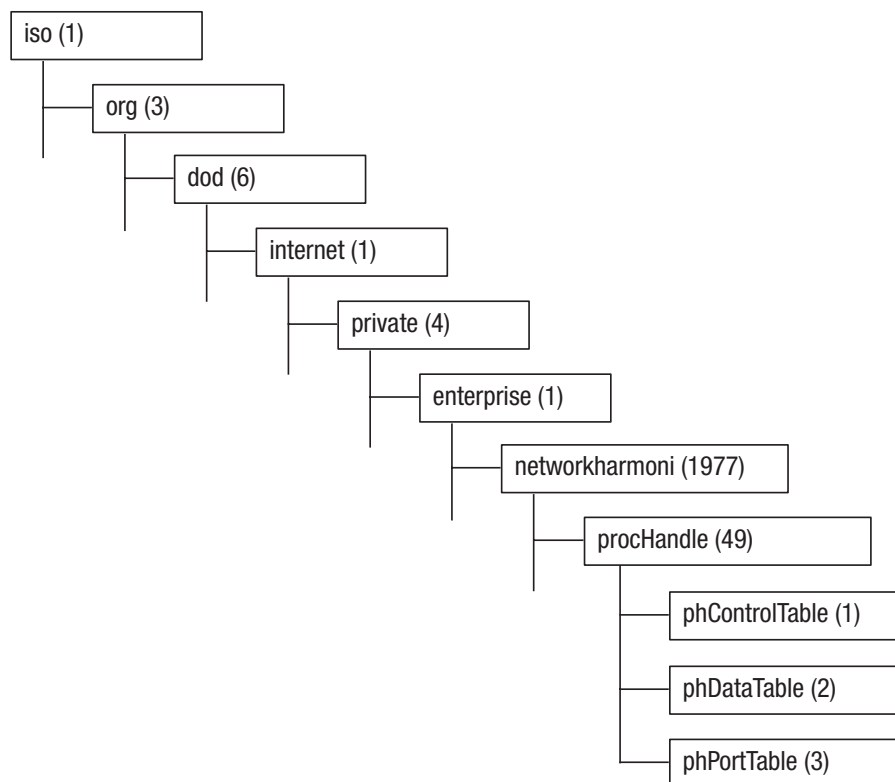 iso (1)
org (3)
dod (6)
internet (1)
private (4)
enterprise (1)
networkharmoni (1977)
procHandle (49)
phControlTable (1)
phDataTable (2)
phPortTable (3)